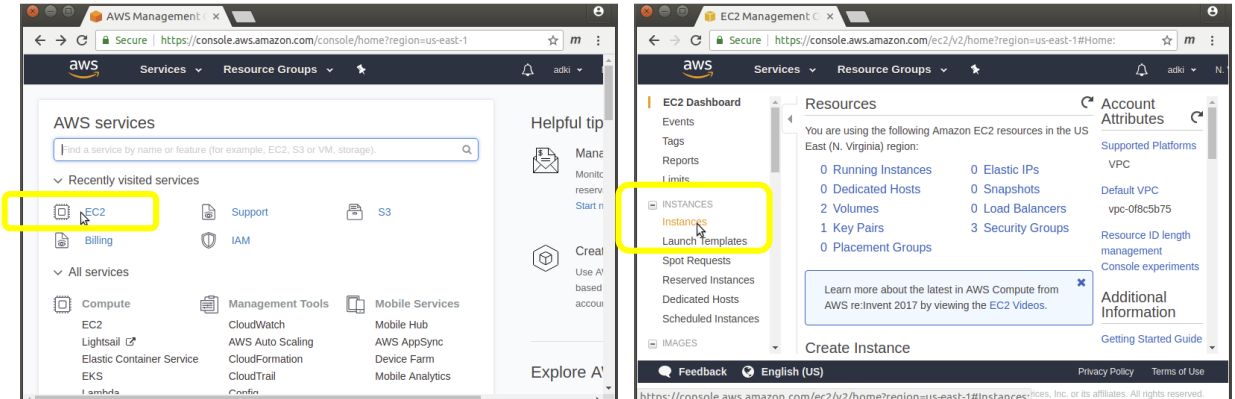 AWS Management
Secure https://console.aws.amazon.com/console/home?region=us-east-1
aws Services Resource Groups adki
AWS services
Find a service by name or feature (for example, EC2, S3 or VM, storage).
Recently visited services
EC2 Support S3
Billing IAM
All services
Compute Management Tools Mobile Services
EC2 CloudWatch Mobile Hub
Lightsail AWS Auto Scaling AWS AppSync
Elastic Container Service CloudFormation Device Farm
EKS CloudTrail Mobile Analytics
Lambda Config
Helpful tip
Mana
Monito
reserv
Start n
Creat
Use A
based
accou
Explore A
EC2 Management C
Secure https://console.aws.amazon.com/ec2/v2/home?region=us-east-1#Home:
aws Services Resource Groups adki N.
EC2 Dashboard
Events
Tags
Reports
Limits
INSTANCES
Instances
Launch Templates
Spot Requests
Reserved Instances
Dedicated Hosts
Scheduled Instances
IMAGES
Resources
You are using the following Amazon EC2 resources in the US
East (N. Virginia) region:
0 Running Instances 0 Elastic IPs
0 Dedicated Hosts 0 Snapshots
2 Volumes 0 Load Balancers
1 Key Pairs 3 Security Groups
0 Placement Groups
Learn more about the latest in AWS Compute from
AWS re:Invent 2017 by viewing the EC2 Videos.
Create Instance
Account
Attributes
Supported Platforms
VPC
Default VPC
vpc-0f8c5b75
Resource ID length
management
Console experiments
Additional
Information
Getting Started Guide
Feedback English (US) Privacy Policy Terms of Use
https://console.aws.amazon.com/ec2/v2/home?region=us-east-1#Instances: Inc. or its affiliates. All rights reserved.